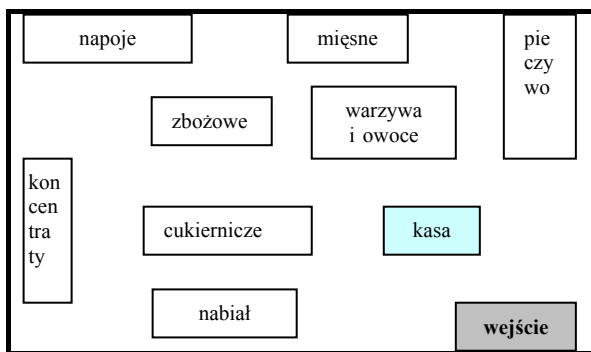 napoje
mięsne
pie
czy
wo
zbożowe
warzywa
i owoce
kon
cen
tra
ty
cukiernicze
kasa
nabiał
wejście